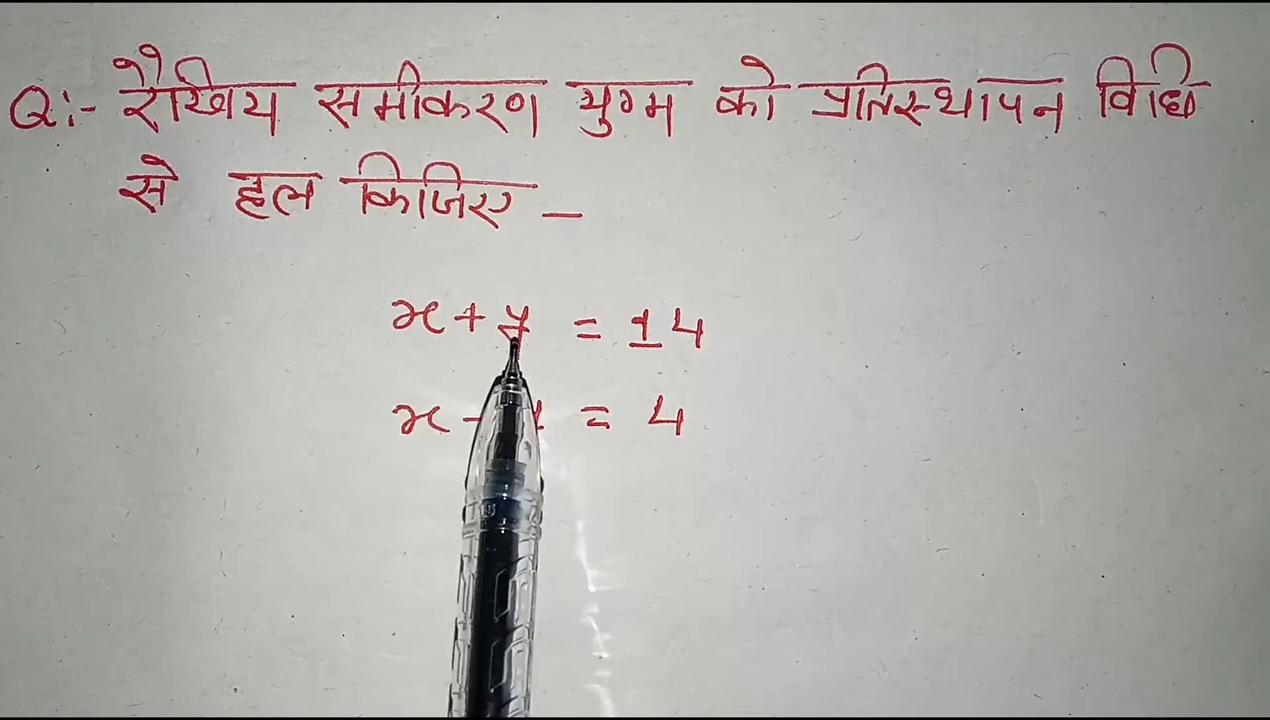 Q:- रैखिय समीकरण युग्म को प्रतिस्थापन विधि
से हल किजिए -
x + y = 14
x - y = 4